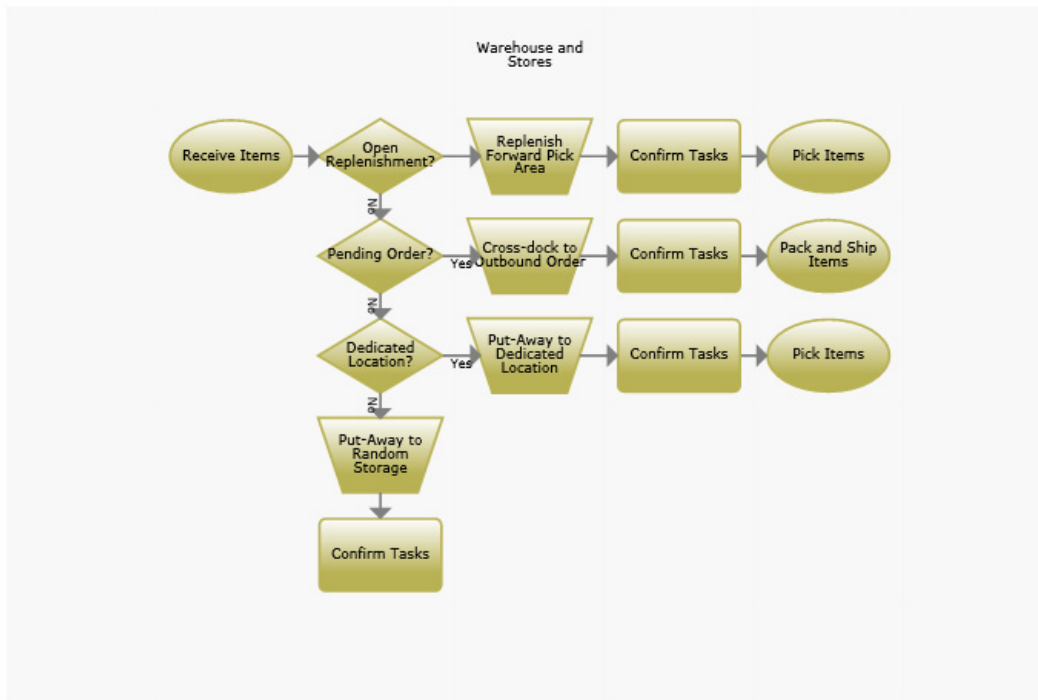 Warehouse and
Stores
Receive Items
Open
Replenishment?
Replenish
Forward Pick
Area
Confirm Tasks
Pick Items
No
Pending Order?
Yes
Cross-dock to
Outbound Order
Confirm Tasks
Pack and Ship
Items
No
Dedicated
Location?
Yes
Put-Away to
Dedicated
Location
Confirm Tasks
Pick Items
No
Put-Away to
Random
Storage
Confirm Tasks